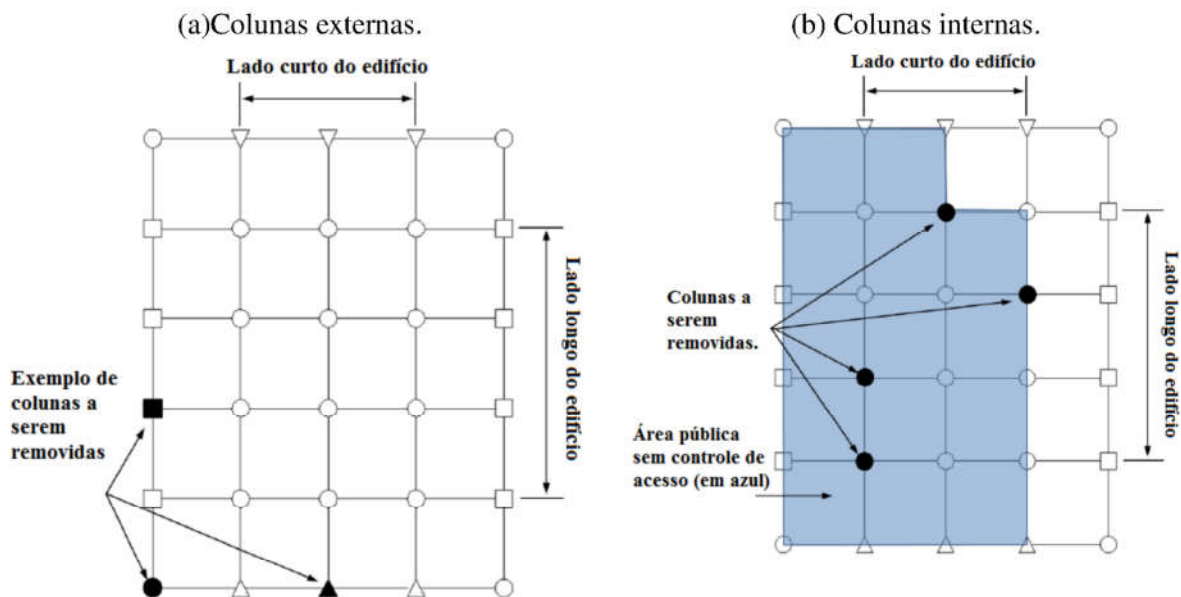 (a)Colunas externas.
Lado curto do edifício
Lado longo do edifício
Exemplo de
colunas a
serem
removidas
(b) Colunas internas.
Lado curto do edifício
Colunas a
serem
removidas.
Lado longo do edifício
Área pública
sem controle de
acesso (em azul)